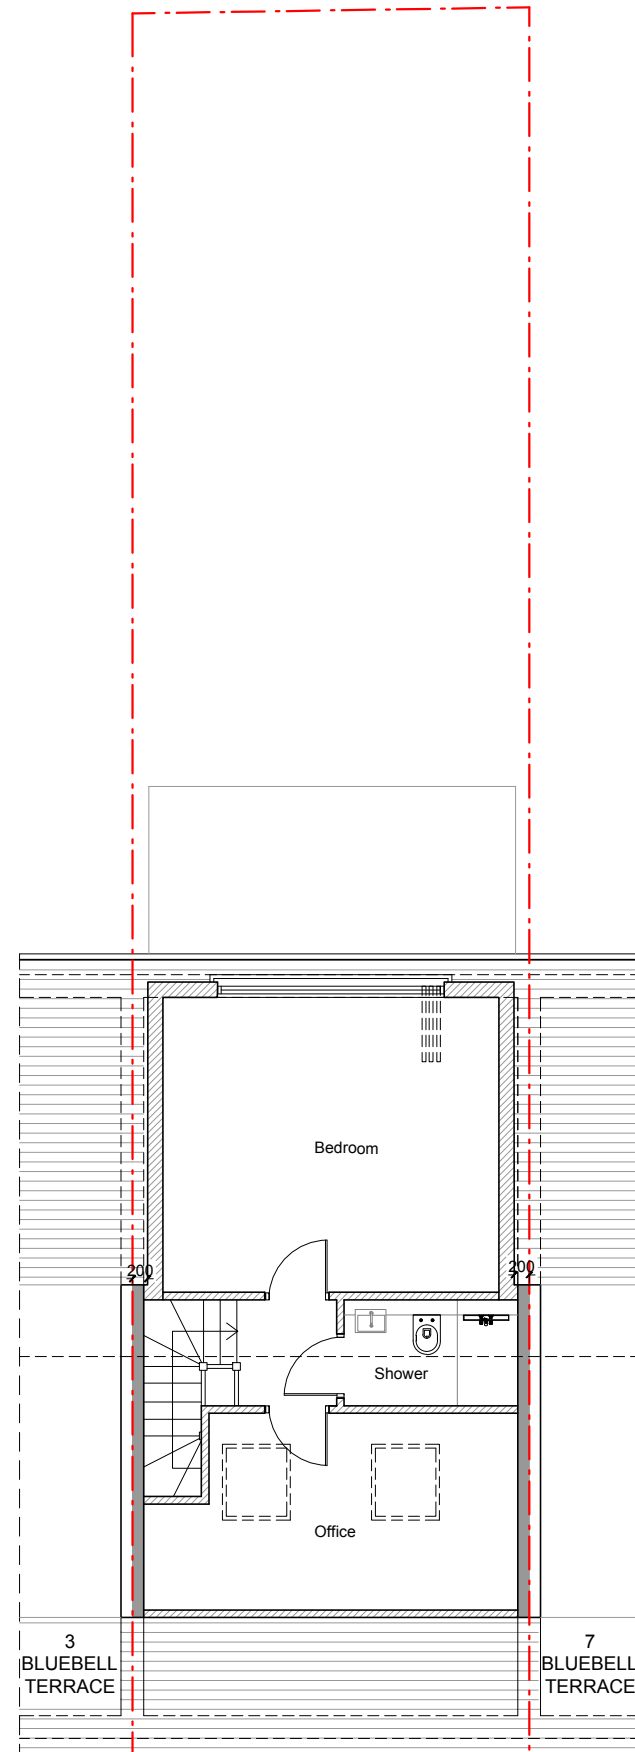 Bedroom
200
200
Shower
Office
3
BLUEBELL
TERRACE
7
BLUEBELL
TERRACE